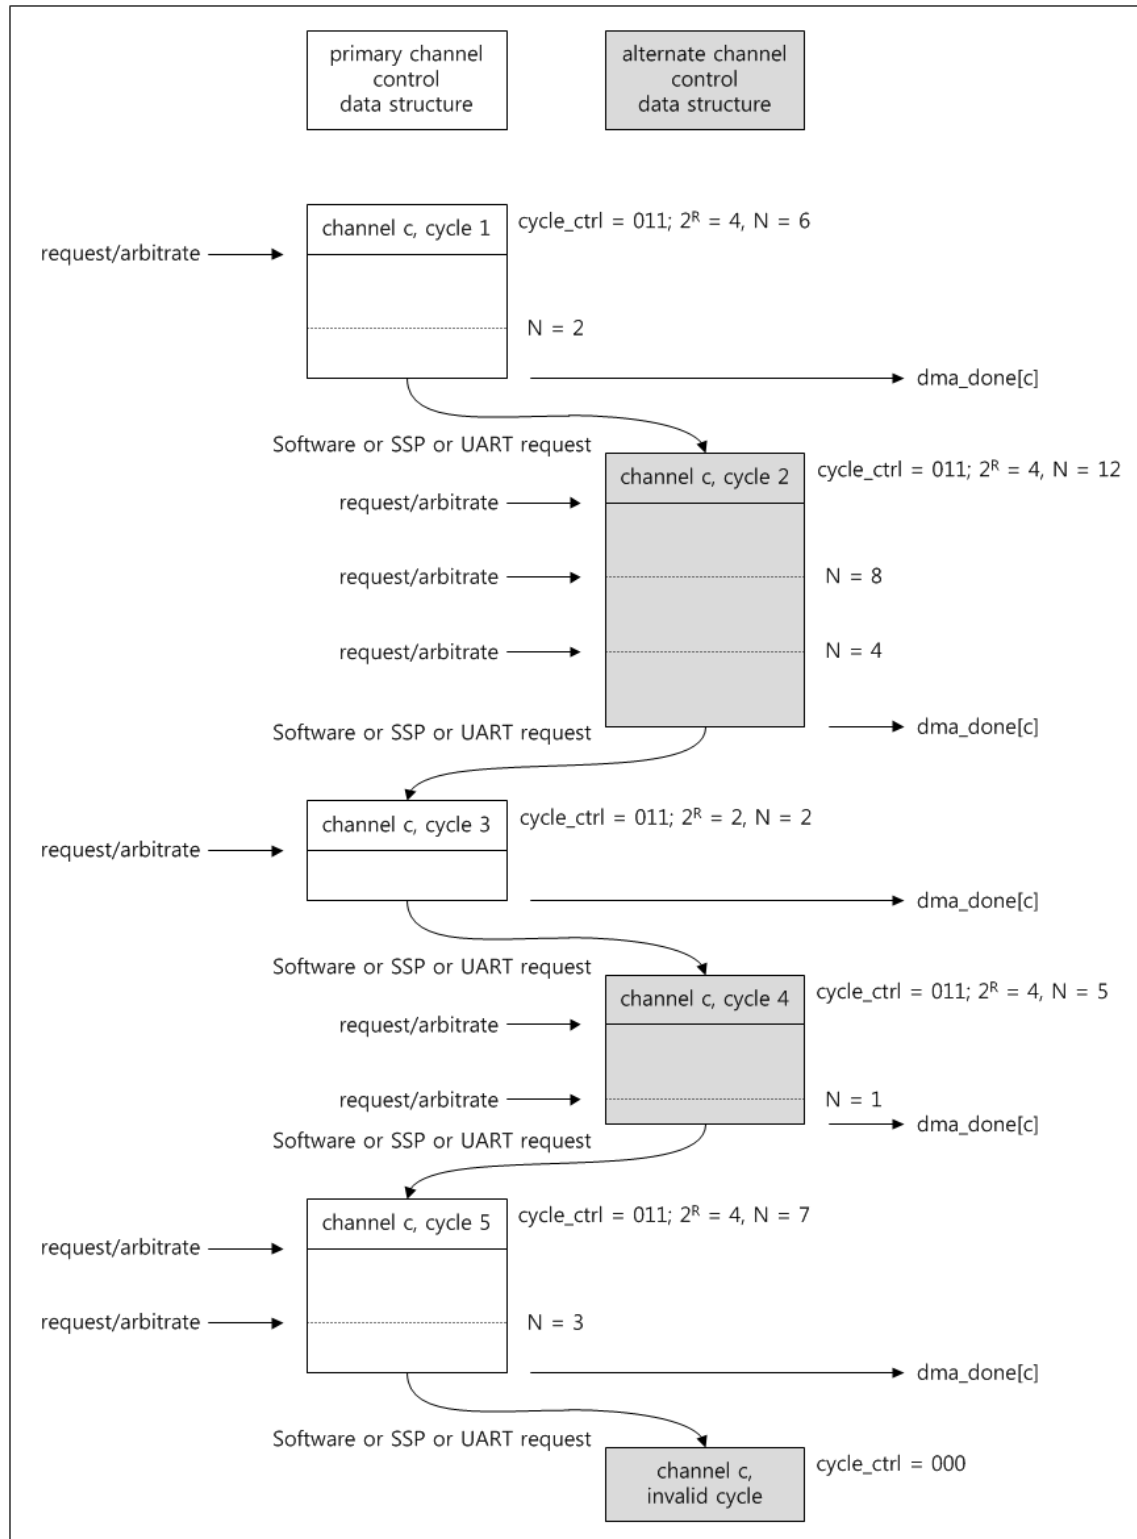 primary channel
control
data structure
alternate channel
control
data structure
channel c, cycle 1
cycle_ctrl = 011; 2ᴿ = 4, N = 6
request/arbitrate
N = 2
dma_done[c]
Software or SSP or UART request
channel c, cycle 2
cycle_ctrl = 011; 2ᴿ = 4, N = 12
request/arbitrate
request/arbitrate
N = 8
request/arbitrate
N = 4
dma_done[c]
Software or SSP or UART request
channel c, cycle 3
cycle_ctrl = 011; 2ᴿ = 2, N = 2
request/arbitrate
dma_done[c]
Software or SSP or UART request
channel c, cycle 4
cycle_ctrl = 011; 2ᴿ = 4, N = 5
request/arbitrate
request/arbitrate
N = 1
dma_done[c]
Software or SSP or UART request
channel c, cycle 5
cycle_ctrl = 011; 2ᴿ = 4, N = 7
request/arbitrate
request/arbitrate
N = 3
dma_done[c]
Software or SSP or UART request
channel c,
invalid cycle
cycle_ctrl = 000